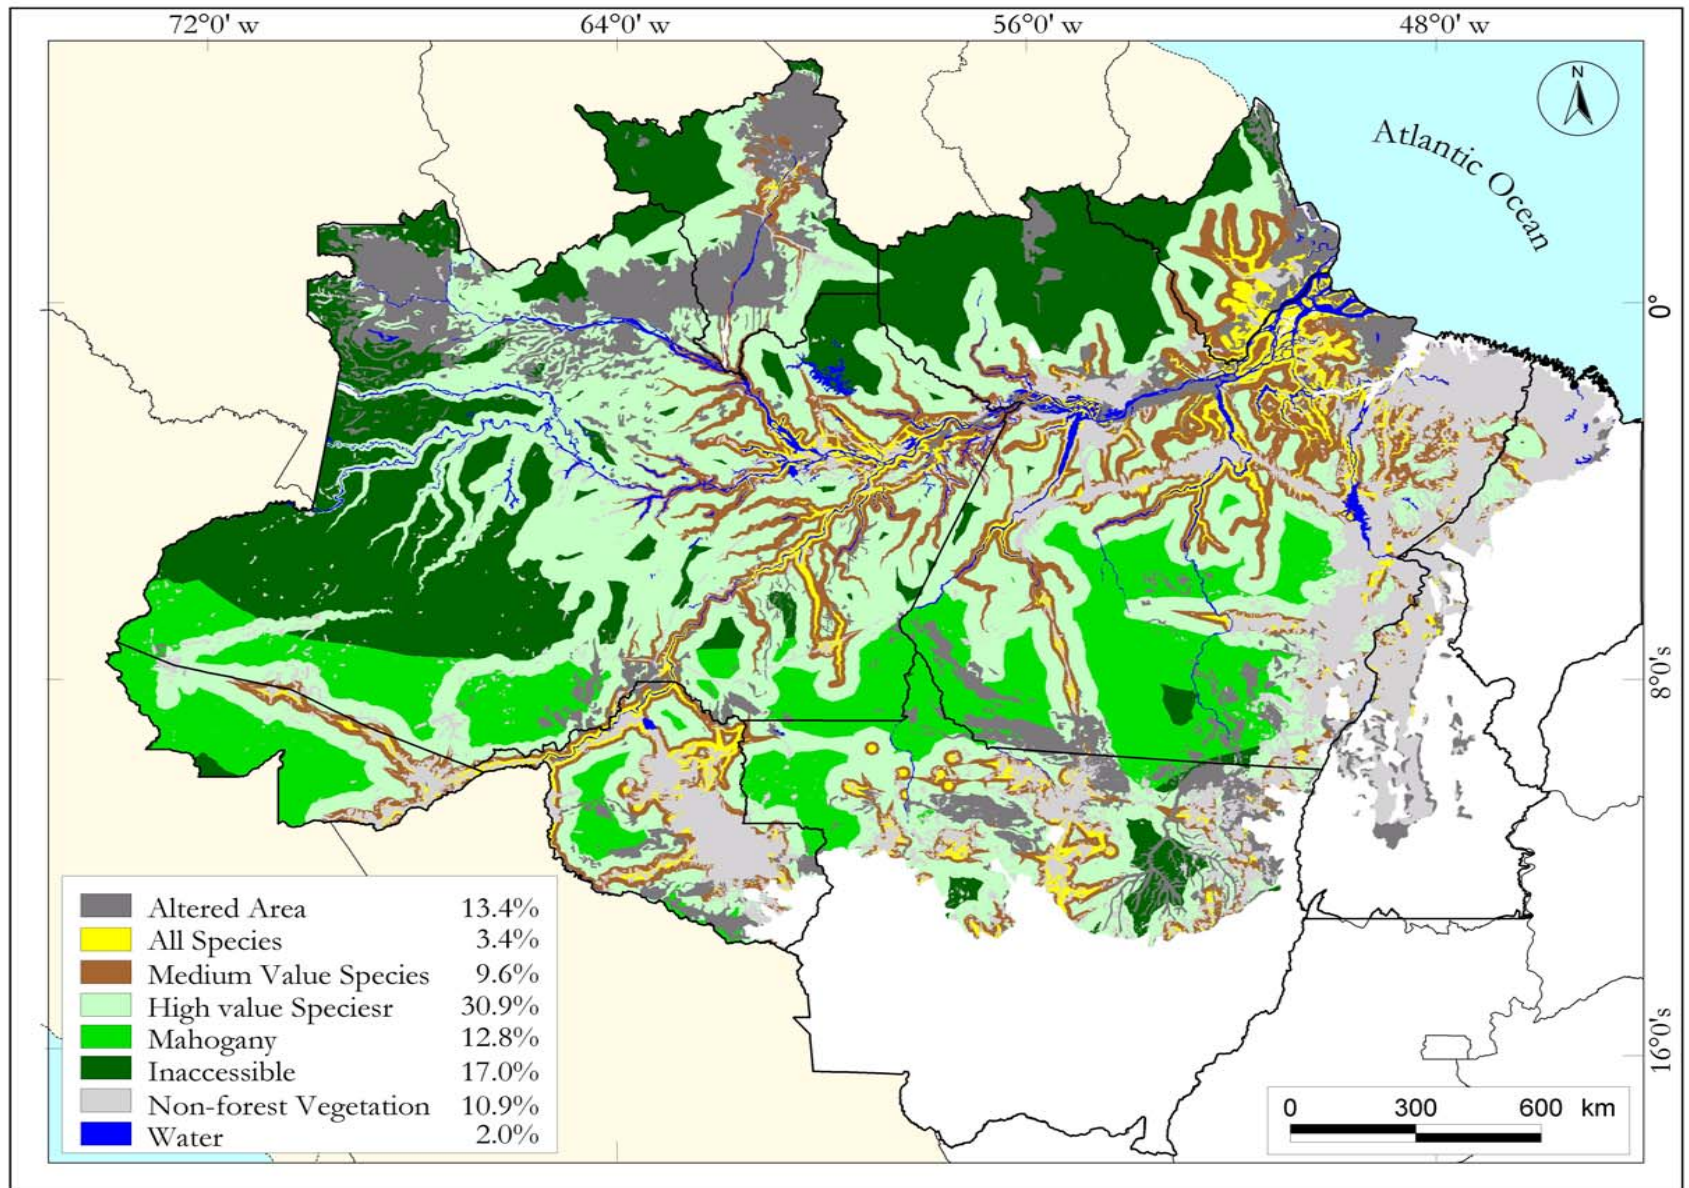 72°0' w 64°0' w 56°0' w 48°0' w
N
Atlantic Ocean
0°
8°0's
16°0's
Altered Area 13.4%
All Species 3.4%
Medium Value Species 9.6%
High value Speciesr 30.9%
Mahogany 12.8%
Inaccessible 17.0%
Non-forest Vegetation 10.9%
Water 2.0%
0 300 600 km